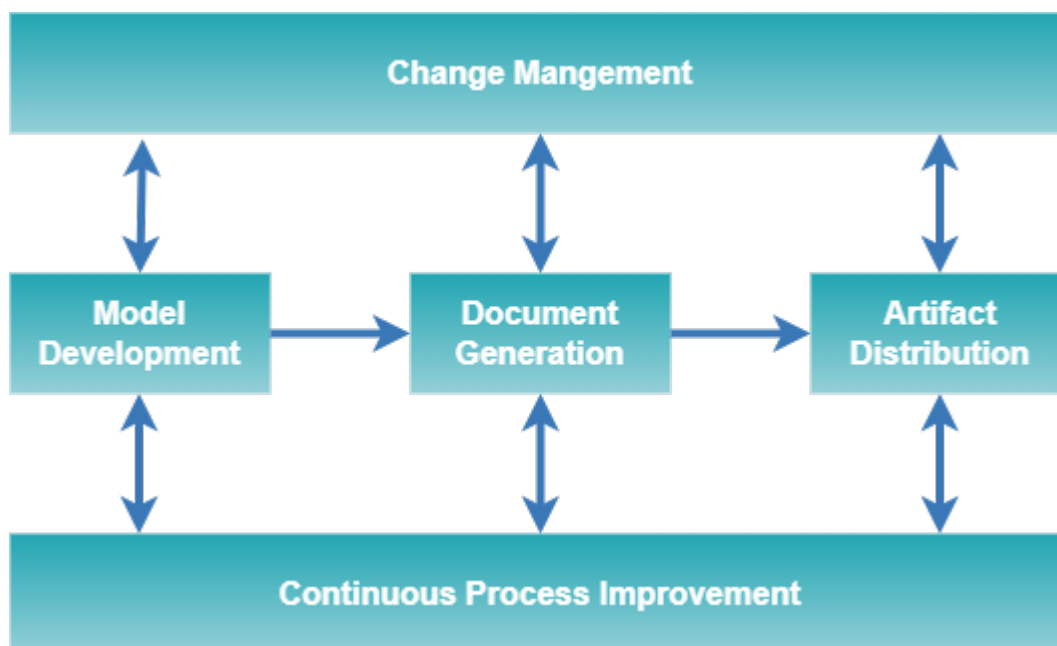 Change Mangement
Model
Development
Document
Generation
Artifact
Distribution
Continuous Process Improvement